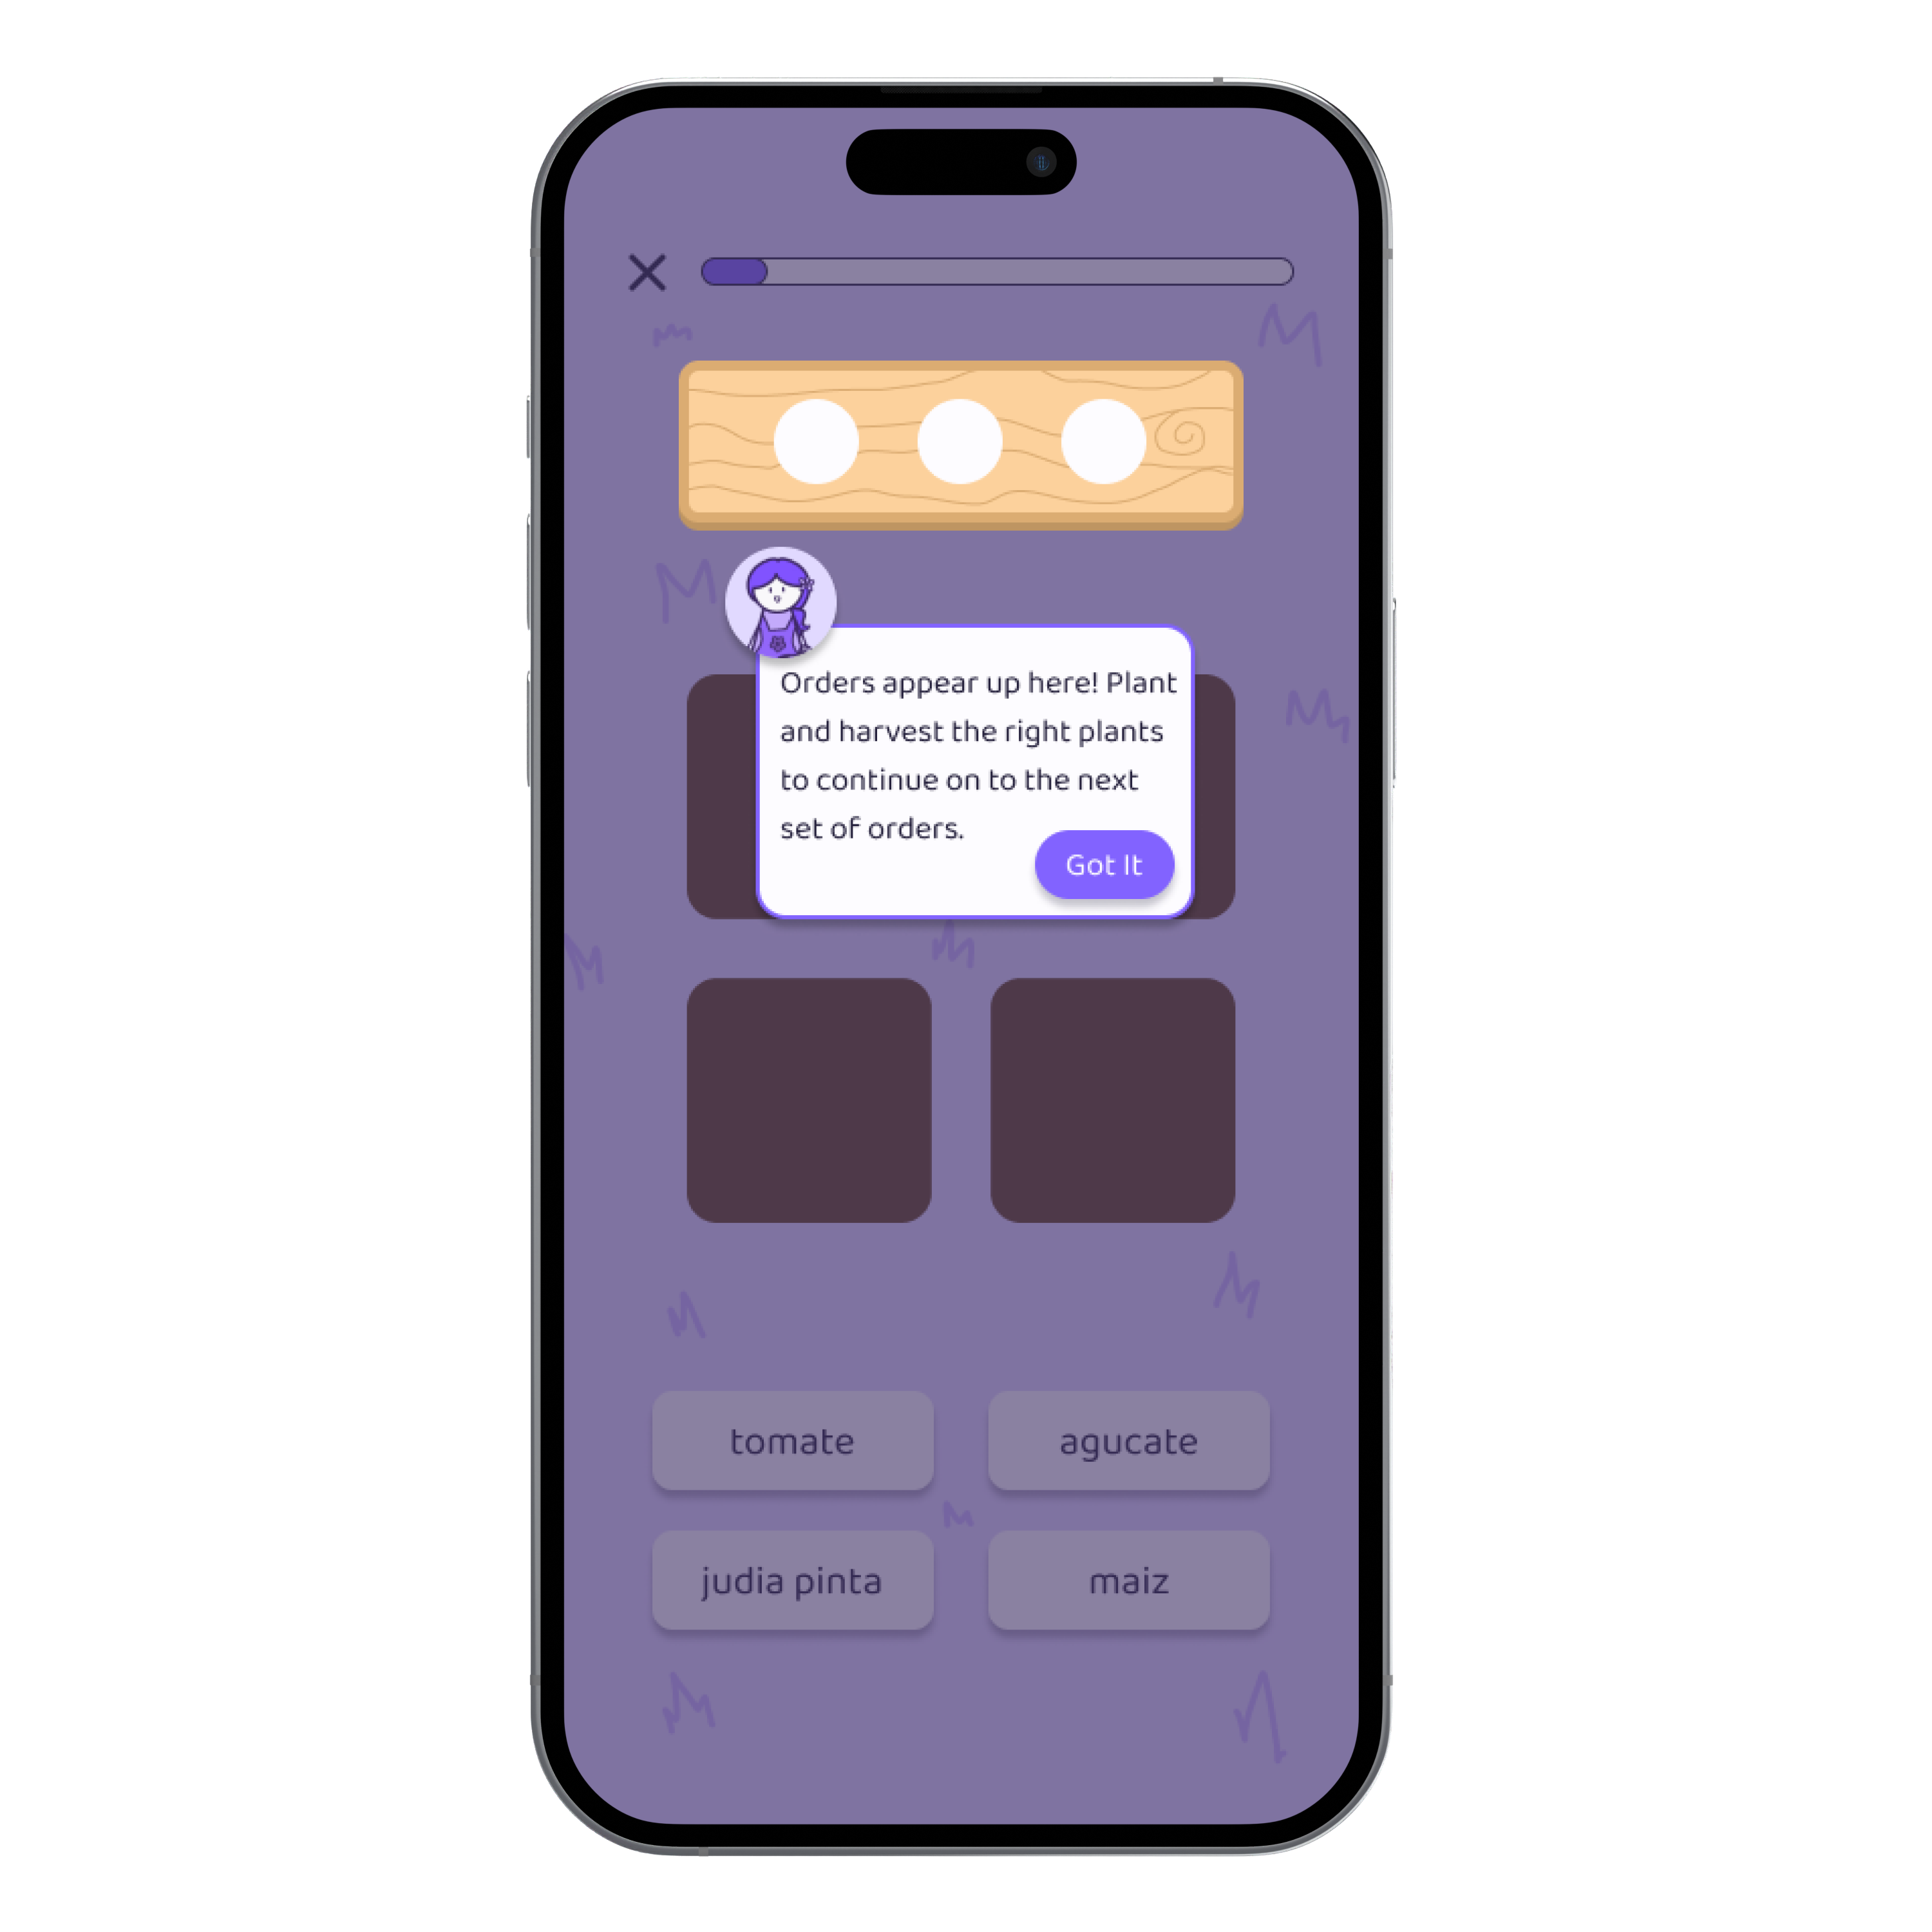 Orders appear up here! Plant
and harvest the right plants
to continue on to the next
set of orders.
Got It
tomate
agucate
judia pinta
maiz